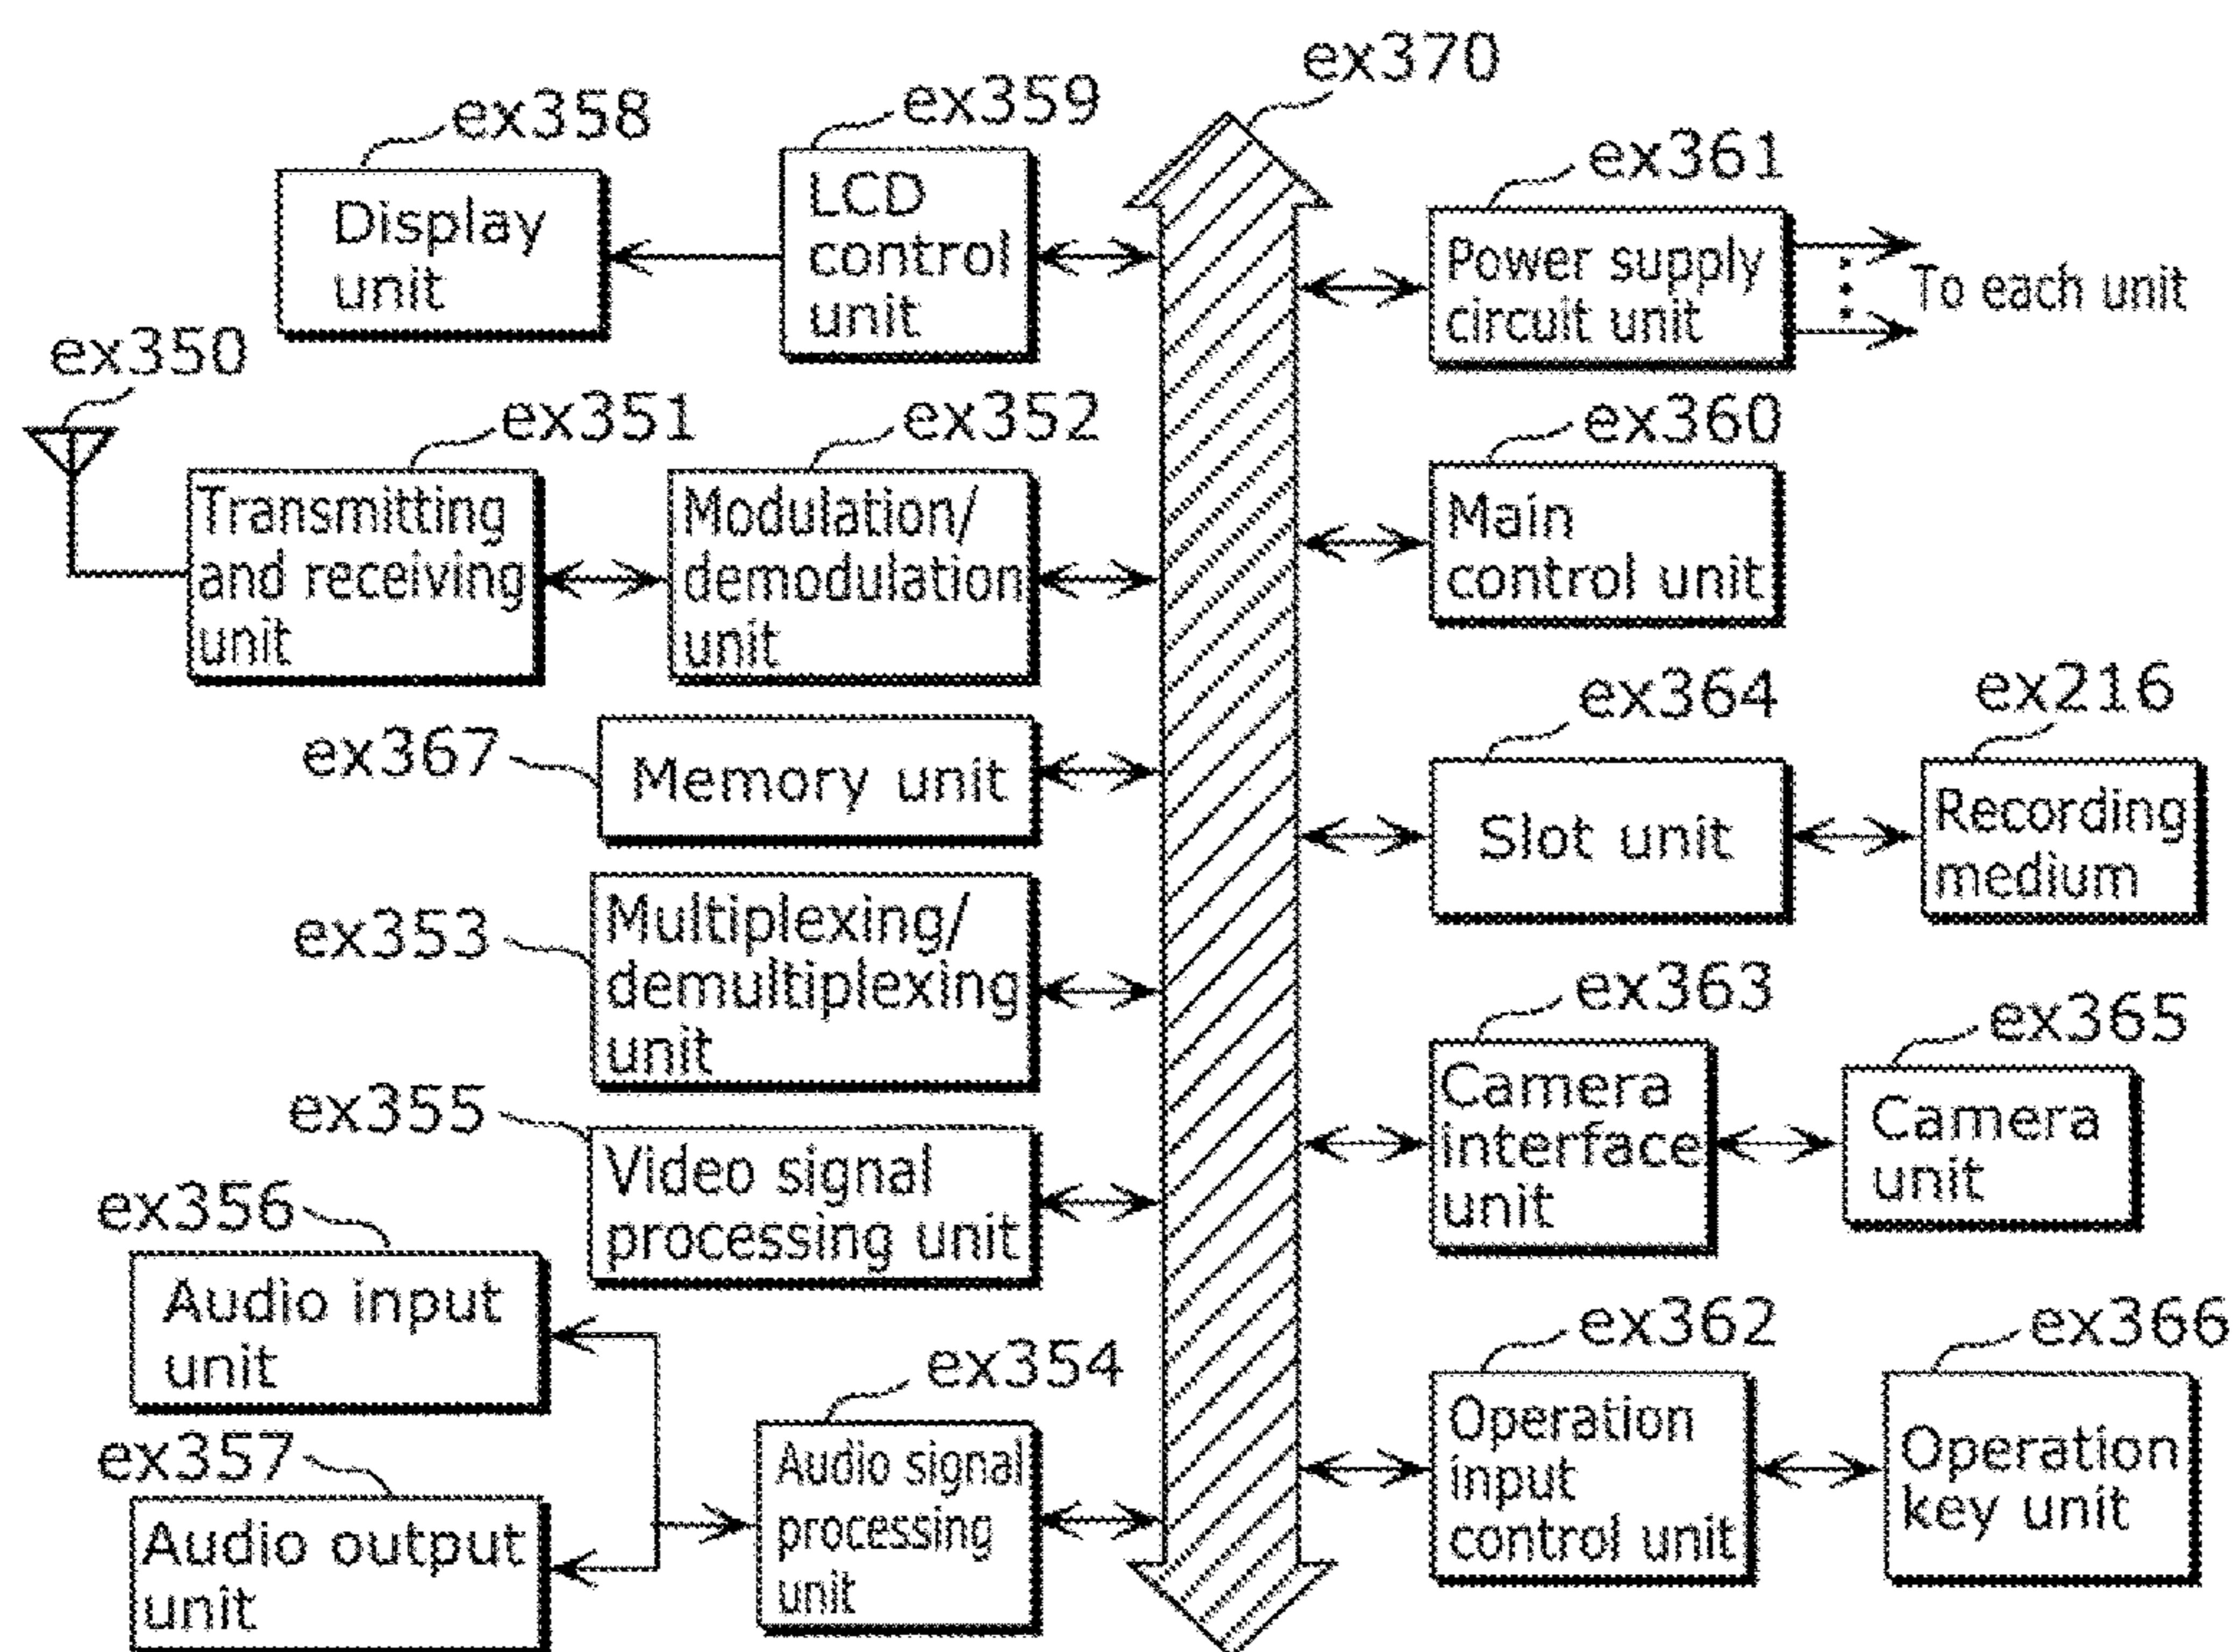 ex370
ex358
ex359
ex361
Display
unit
LCD
control
unit
Power supply
circuit unit
To each unit
ex350
ex351
ex352
ex360
Transmitting
and receiving
unit
Modulation/
demodulation
unit
Main
control unit
ex364
ex216
ex367
Memory unit
Slot unit
Recording
medium
ex353
Multiplexing/
demultiplexing
unit
ex363
ex365
Camera
interface
unit
Camera
unit
ex355
Video signal
processing unit
ex356
Audio input
unit
ex362
ex366
ex354
Operation
input
control unit
Operation
key unit
ex357
Audio output
unit
Audio signal
processing
unit